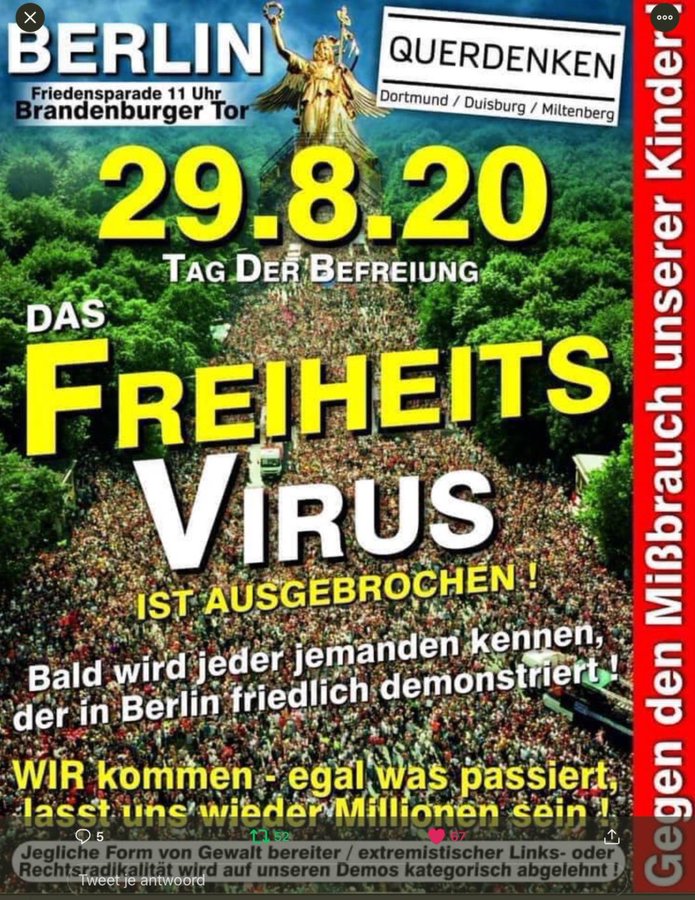 BERLIN
Friedensparade 11 Uhr
Brandenburger Tor
QUERDENKEN
Dortmund / Duisburg / Miltenberg
29.8.20
TAG DER BEFREIUNG
DAS
FREIHEITS
VIRUS
IST AUSGEBROCHEN !
Bald wird jeder jemanden kennen,
der in Berlin friedlich demonstriert !
WIR kommen - egal was passiert,
lasst uns wieder Millionen sein !
5 52 67
Jegliche Form von Gewalt bereiter / extremistischer Links- oder
Rechtsradikalität wird auf unseren Demos kategorisch abgelehnt !
Tweet je antwoord
Gegen den Mißbrauch unserer Kinder !